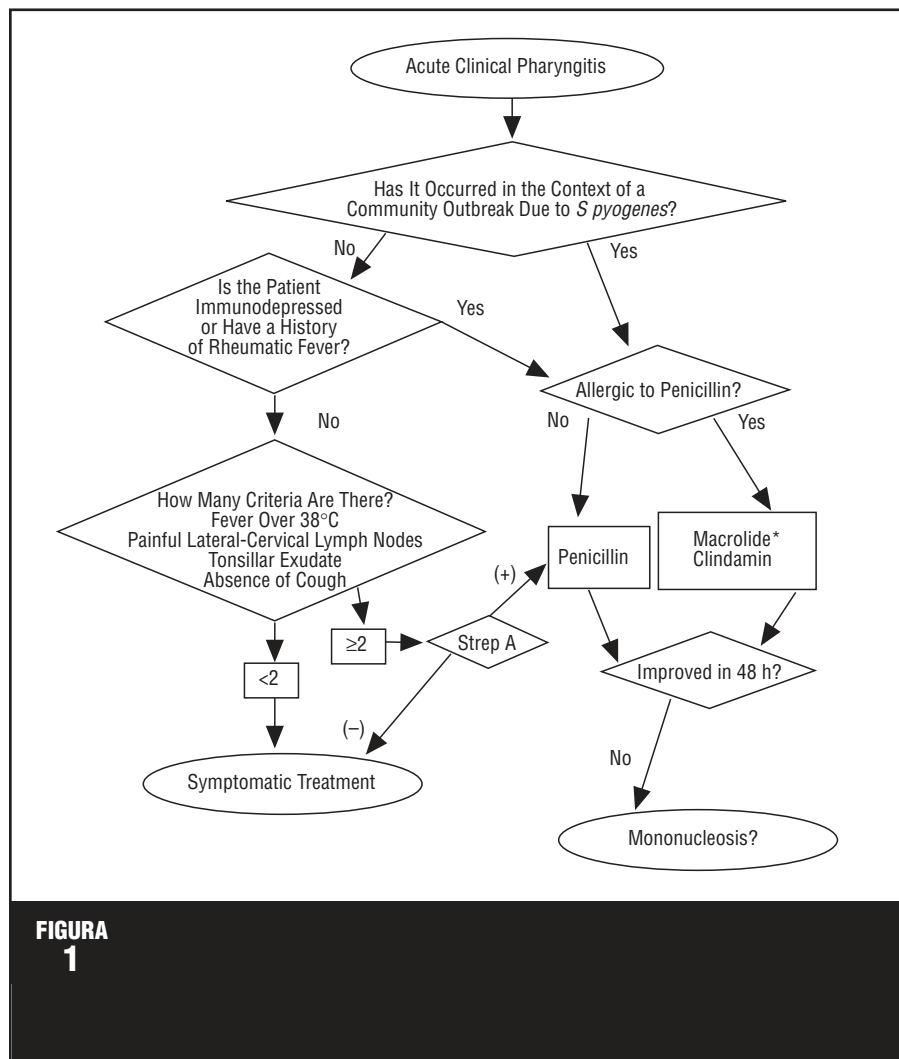 Acute Clinical Pharyngitis
Has It Occurred in the Context of a
Community Outbreak Due to S pyogenes?
No
Yes
Is the Patient
Immunodepressed
or Have a History
of Rheumatic Fever?
Yes
Allergic to Penicillin?
No
No
Yes
How Many Criteria Are There?
Fever Over 38°C
Painful Lateral-Cervical Lymph Nodes
Tonsillar Exudate
Absence of Cough
(+)
Penicillin
Macrolide*
Clindamin
≥2
Strep A
<2
Improved in 48 h?
(–)
No
Symptomatic Treatment
Mononucleosis?
FIGURA
1